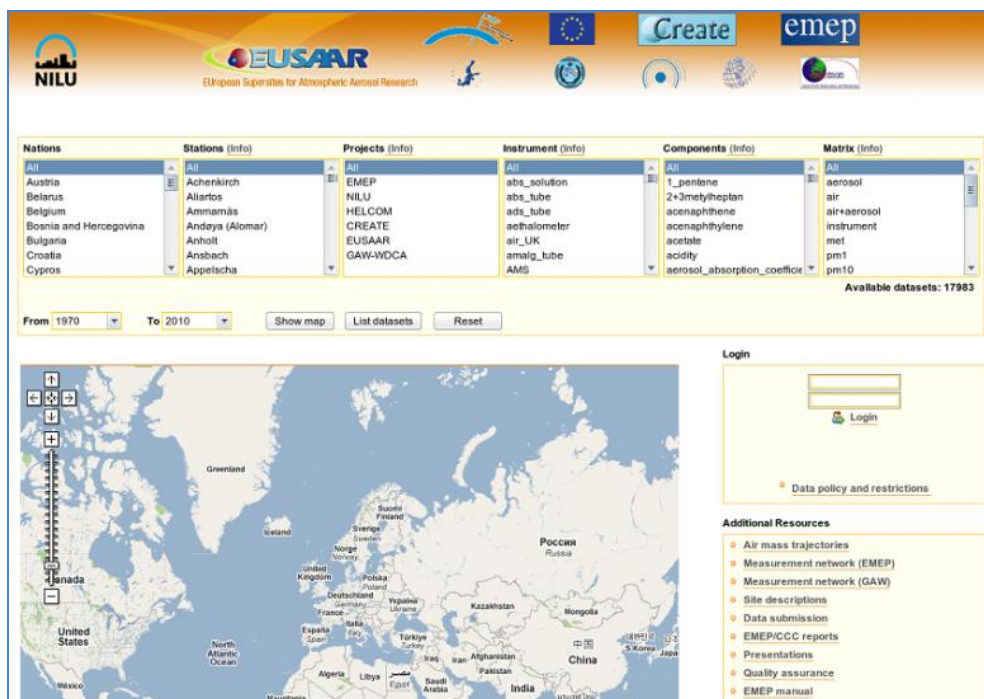 NILU
EUSAAR
EUropean Supersites for Atmospheric Aerosol Research
Create
emep
Nations
All
Austria
Belarus
Belgium
Bosnia and Hercegovina
Bulgaria
Croatia
Cypros
Stations (Info)
All
Achenkirch
Aliartos
Ammarnäs
Andøya (Alomar)
Anholt
Ansbach
Appelscha
Projects (Info)
All
EMEP
NILU
HELCOM
CREATE
EUSAAR
GAW-WDCA
Instrument (Info)
All
abs_solution
abs_tube
ads_tube
aethalometer
air_UK
amalg_tube
AMS
Components (Info)
All
1_pentene
2+3metylheptan
acenaphthene
acenaphthylene
acetate
acidity
aerosol_absorption_coefficie
Matrix (Info)
All
aerosol
air
air+aerosol
instrument
met
pm1
pm10
Available datasets: 17983
From 1970 To 2010 Show map List datasets Reset
Login
Login
Data policy and restrictions
Additional Resources
Air mass trajectories
Measurement network (EMEP)
Measurement network (GAW)
Site descriptions
Data submission
EMEP/CCC reports
Presentations
Quality assurance
EMEP manual
Greenland
Iceland
Suomi
Finland
Sverige
Sweden
Norge
Norway
Россия
Russia
United
Kingdom
Polska
Poland
Deutschland
Germany
Україна
Ukraine
France
Kazakhstan
Mongolia
Italia
Italy
España
Spain
Türkiye
Turkey
中国
China
S.Korea
Japa
Iraq
Iran
Afghanistan
Pakistan
Algeria
Libya
Egypt
Saudi
Arabia
India
anada
United
States
North
Atlantic
Ocean
México
Mauritania